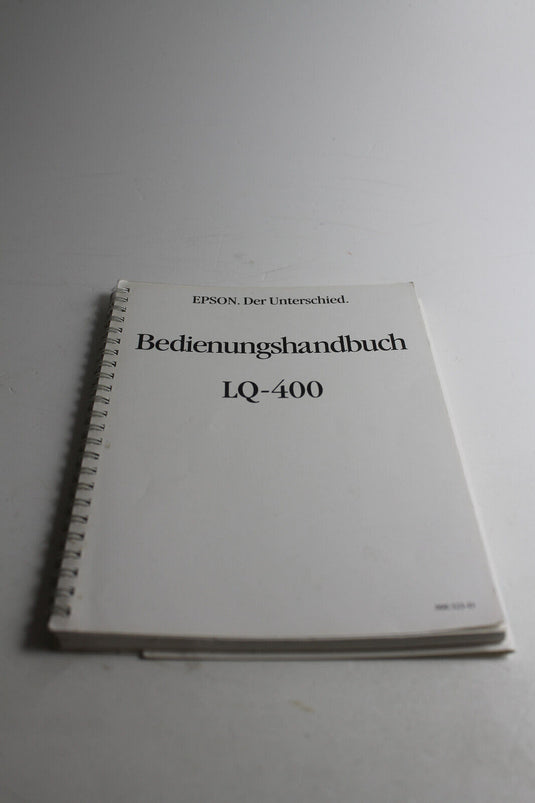 EPSON. Der Unterschied.
Bedienungshandbuch
LQ-400